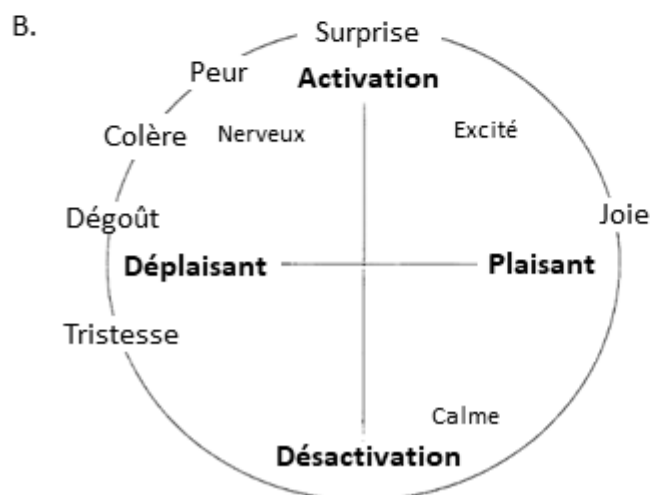 B.
Surprise
Peur
Activation
Colère
Nerveux
Excité
Dégoût
Joie
Déplaisant
Plaisant
Tristesse
Calme
Désactivation